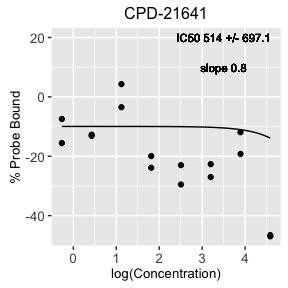 CPD-21641
IC50 514 +/- 697.1
slope 0.8
20
0
-20
-40
% Probe Bound
0
1
2
3
4
log(Concentration)